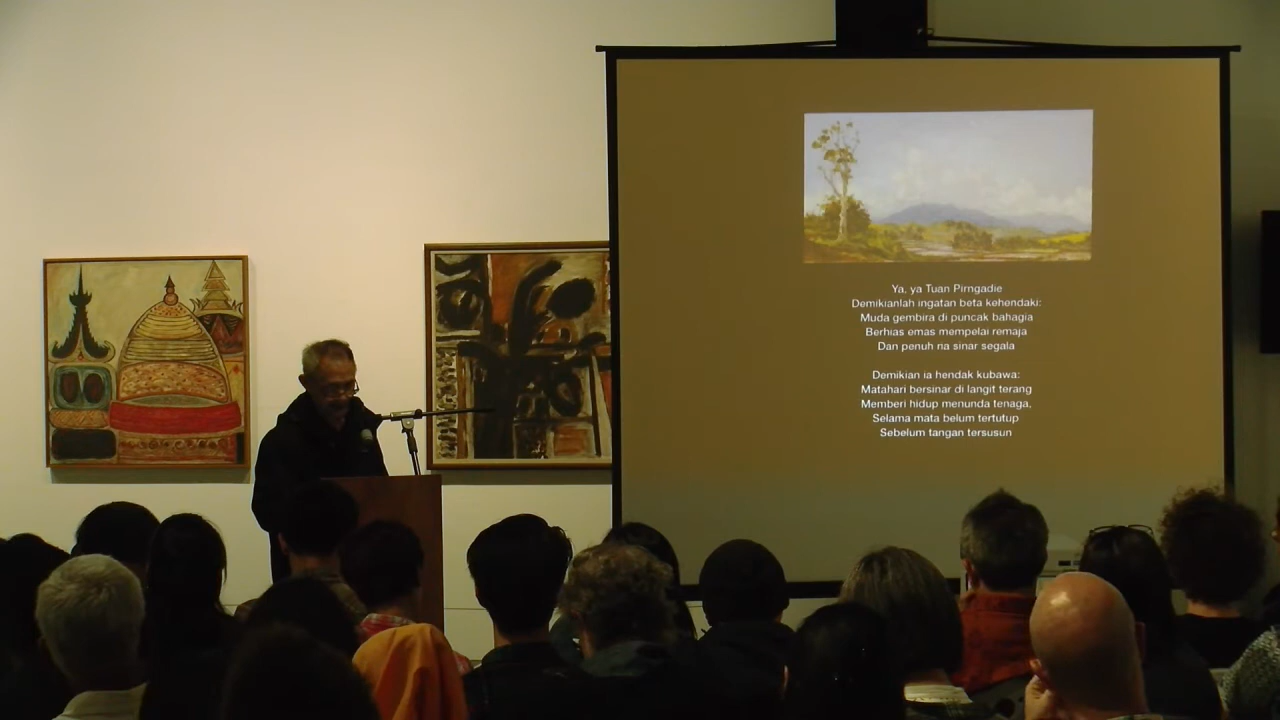 Ya, ya Tuan Pirngadie
Demikianlah ingatan beta kehendaki:
Muda gembira di puncak bahagia
Berhias emas mempelai remaja
Dan penuh na sinar segala
Demikian ia hendak kubawa:
Matahari bersinar di langit terang
Memberi hidup menunda tenaga,
Selama mata belum tertutup
Sebelum tangan tersusun